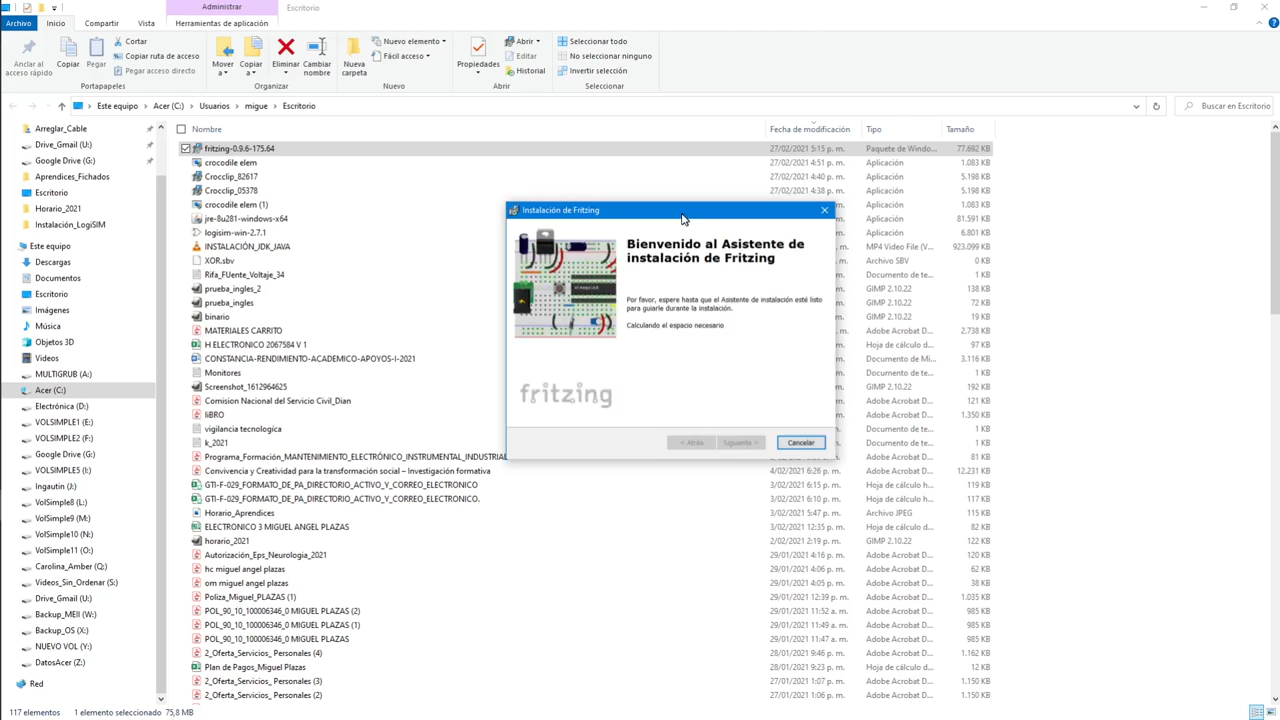 Administrar
Escritorio
Archivo
Inicio
Compartir
Vista
Herramientas de aplicación
Anclar al
acceso rápido
Copiar
Pegar
Cortar
Copiar ruta de acceso
Pegar acceso directo
Portapapeles
Mover
a
Copiar
a
Eliminar
Cambiar
nombre
Organizar
Nueva
carpeta
Nuevo elemento
Fácil acceso
Nuevo
Propiedades
Abrir
Editar
Historial
Abrir
Seleccionar todo
No seleccionar ninguno
Invertir selección
Seleccionar
Este equipo
Acer (C:)
Usuarios
migue
Escritorio
Buscar en Escritorio
Arreglar_Cable
Drive_Gmail (U:)
Google Drive (G:)
Aprendices_Fichados
Escritorio
Horario_2021
Instalación_LogiSIM
Este equipo
Descargas
Documentos
Escritorio
Imágenes
Música
Objetos 3D
Videos
MULTIGRUB (A:)
Acer (C:)
Electrónica (D:)
VOLSIMPLE1 (E:)
VOLSIMPLE2 (F:)
Google Drive (G:)
VOLSIMPLE5 (I:)
Ingautin (J:)
VolSimple8 (L:)
VolSimple9 (M:)
VolSimple10 (N:)
VolSimple11 (O:)
Carolina_Amber (Q:)
Videos_Sin_Ordenar (S:)
Drive_Gmail (U:)
Backup_MEII (W:)
Backup_OS (X:)
NUEVO VOL (Y:)
DatosAcer (Z:)
Red
Nombre Fecha de modificación Tipo Tamaño
fritzing-0.9.6-175.64 27/02/2021 5:15 p. m. Paquete de Windo... 77.692 KB
crocodile elem 27/02/2021 4:51 p. m. Aplicación 1.083 KB
Crocclip_82617 27/02/2021 4:40 p. m. Aplicación 5.198 KB
Crocclip_05378 27/02/2021 4:38 p. m. Aplicación 5.198 KB
crocodile elem (1) Aplicación 1.083 KB
jre-8u281-windows-x64 Aplicación 81.591 KB
logisim-win-2.7.1 Aplicación 6.801 KB
INSTALACIÓN_JDK_JAVA MP4 Video File (V... 923.099 KB
XOR.sbv Archivo SBV 0 KB
Rifa_FUente_Voltaje_34 Documento de te... 1 KB
prueba_ingles_2 GIMP 2.10.22 138 KB
prueba_ingles GIMP 2.10.22 72 KB
binario GIMP 2.10.22 32 KB
MATERIALES CARRITO Adobe Acrobat D... 2.738 KB
H ELECTRONICO 2067584 V 1 Hoja de cálculo d... 97 KB
CONSTANCIA-RENDIMIENTO-ACADEMICO-APOYOS-I-2021 Documento de Mi... 3.116 KB
Monitores Documento de te... 1 KB
Screenshot_1612964625 GIMP 2.10.22 192 KB
Comision Nacional del Servicio Civil_Dian Adobe Acrobat D... 121 KB
liBRO Adobe Acrobat D... 1.350 KB
vigilancia tecnologíca Documento de te... 1 KB
k_2021 Documento de te... 1 KB
Programa_Formación_MANTENIMIENTO_ELECTRÓNICO_INSTRUMENTAL_INDUSTRIAL Adobe Acrobat D... 81 KB
Convivencia y Creatividad para la transformación social – Investigación formativa 4/02/2021 6:26 p. m. Adobe Acrobat D... 12.231 KB
GTI-F-029_FORMATO_DE_PA_DIRECTORIO_ACTIVO_Y_CORREO_ELECTRONICO 3/02/2021 6:15 p. m. Hoja de cálculo h... 119 KB
GTI-F-029_FORMATO_DE_PA_DIRECTORIO_ACTIVO_Y_CORREO_ELECTRONICO. 3/02/2021 6:10 p. m. Hoja de cálculo h... 117 KB
Horario_Aprendices 3/02/2021 5:47 p. m. Archivo JPEG 115 KB
ELECTRONICO 3 MIGUEL ANGEL PLAZAS 3/02/2021 12:35 p. m. Hoja de cálculo d... 82 KB
horario_2021 2/02/2021 2:19 p. m. GIMP 2.10.22 122 KB
Autorización_Eps_Neurologia_2021 29/01/2021 4:16 p. m. Adobe Acrobat D... 120 KB
hc miguel angel plazas 29/01/2021 4:06 p. m. Adobe Acrobat D... 62 KB
om miguel angel plazas 29/01/2021 4:05 p. m. Adobe Acrobat D... 38 KB
Poliza_Miguel_PLAZAS (1) 29/01/2021 12:39 p. m. Adobe Acrobat D... 1.035 KB
POL_90_10_100006346_0 MIGUEL PLAZAS (2) 29/01/2021 11:52 a. m. Adobe Acrobat D... 985 KB
POL_90_10_100006346_0 MIGUEL PLAZAS (1) 29/01/2021 11:49 a. m. Adobe Acrobat D... 985 KB
POL_90_10_100006346_0 MIGUEL PLAZAS 29/01/2021 11:47 a. m. Adobe Acrobat D... 985 KB
2_Oferta_Servicios_ Personales (4) 28/01/2021 9:46 p. m. Adobe Acrobat D... 1.162 KB
Plan de Pagos_Miguel Plazas 28/01/2021 9:23 p. m. Hoja de cálculo d... 12 KB
2_Oferta_Servicios_ Personales (3) 27/01/2021 1:07 p. m. Adobe Acrobat D... 1.150 KB
2_Oferta_Servicios_ Personales (2) 27/01/2021 1:06 p. m. Adobe Acrobat D... 1.150 KB
Instalación de Fritzing
Bienvenido al Asistente de
instalación de Fritzing
Por favor, espere hasta que el Asistente de instalación esté listo
para guiarle durante la instalación.
Calculando el espacio necesario
fritzing
< Atrás
Siguiente >
Cancelar
117 elementos
1 elemento seleccionado 75,8 MB